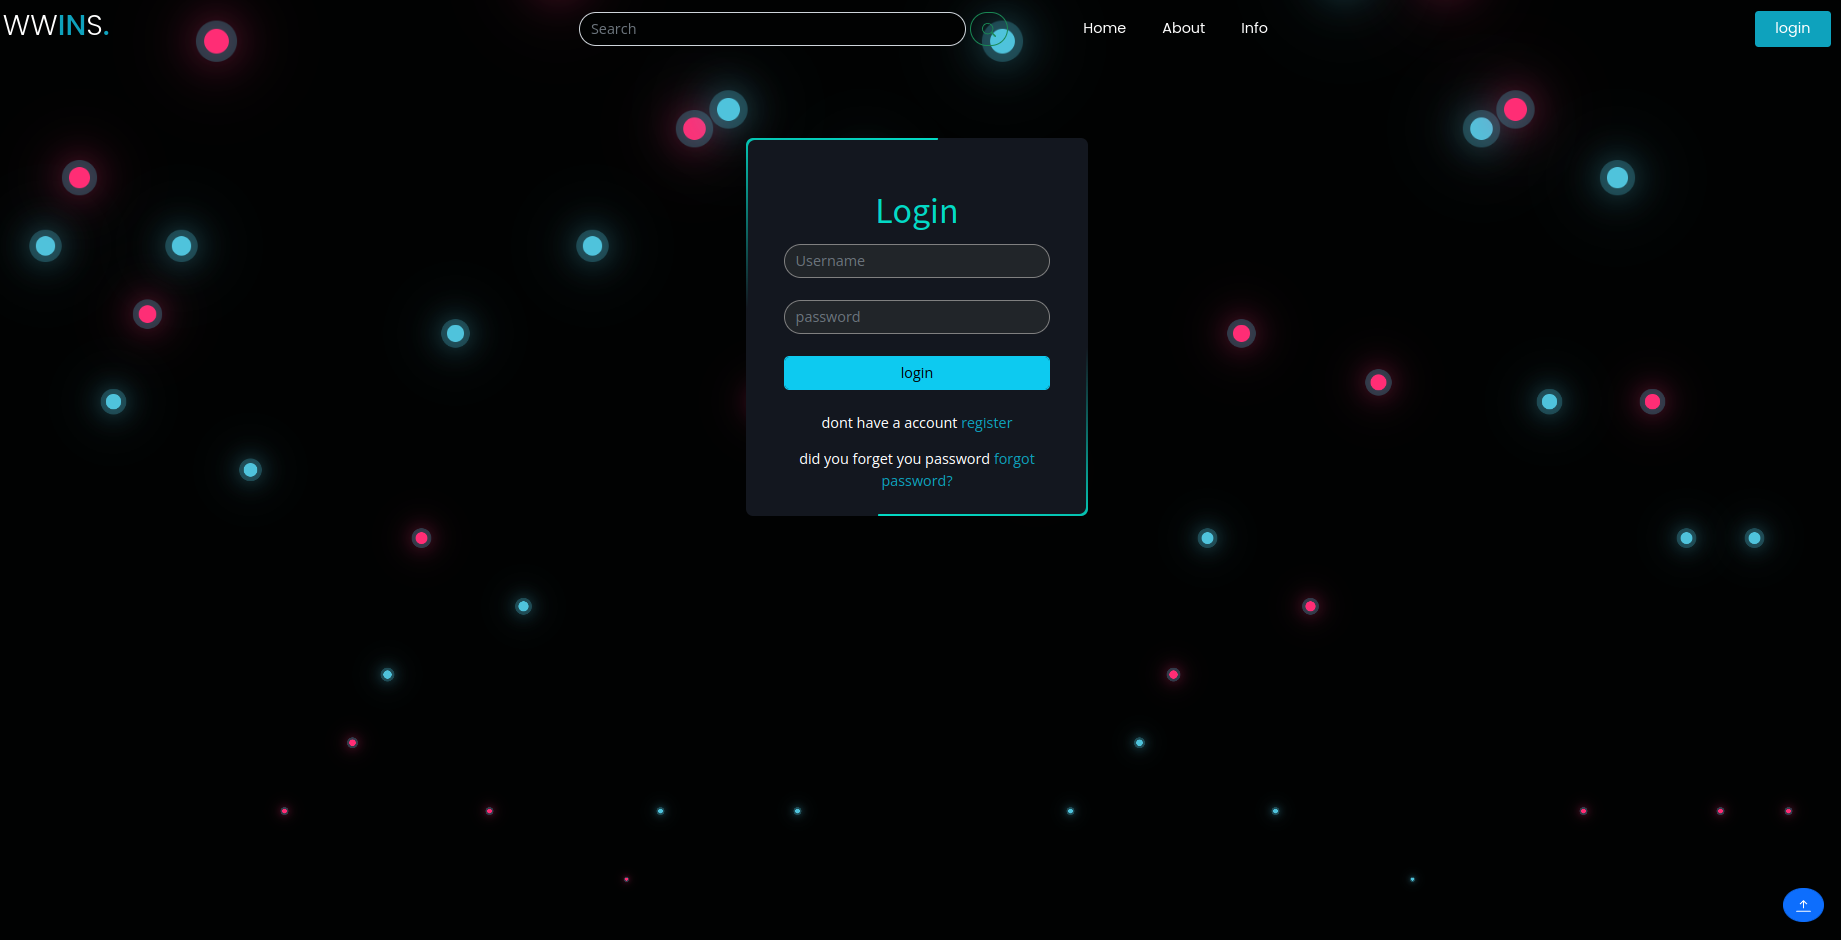 WWINS.
Search
Home
About
Info
login
Login
Username
password
login
dont have a account register
did you forget you password forgot
password?